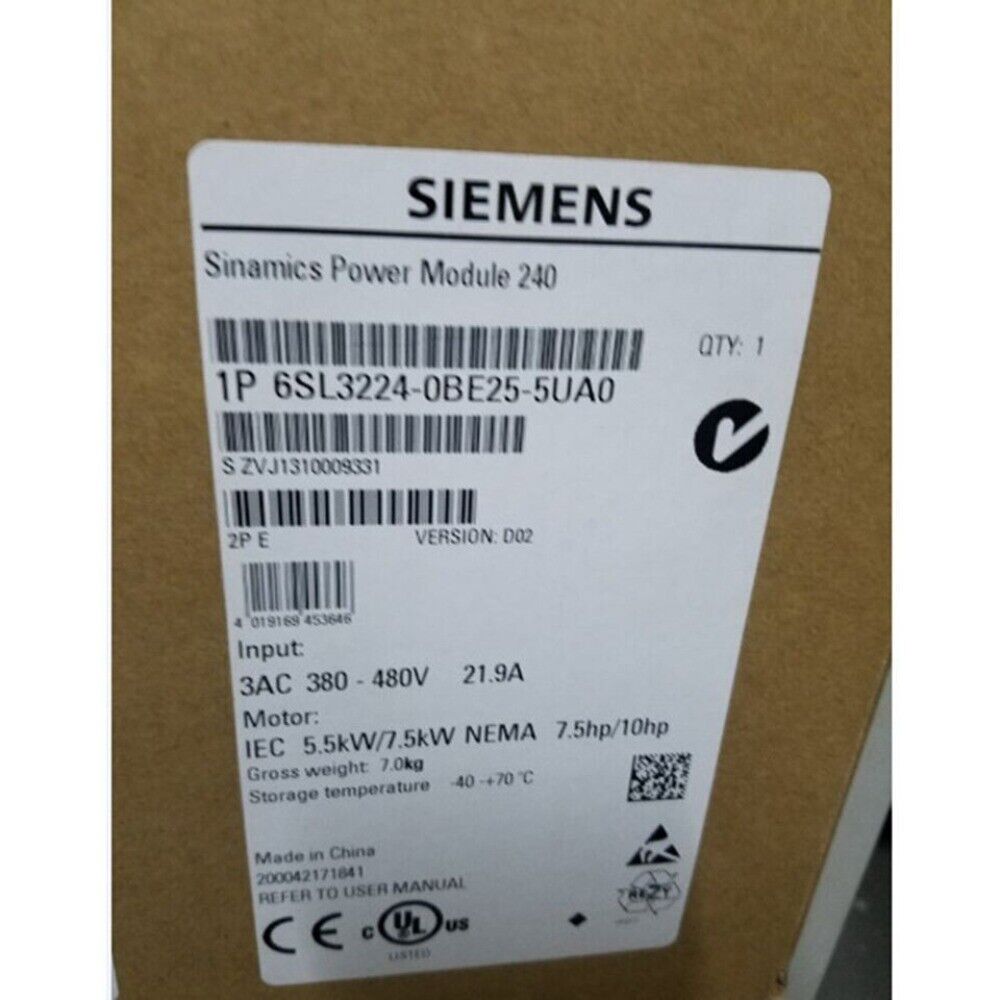 SIEMENS
Sinamics Power Module 240
QTY: 1
1P 6SL3224-0BE25-5UA0
S ZVJ1310009331
2P E VERSION: D02
4 019169 453646
Input:
3AC 380 - 480V 21.9A
Motor:
IEC 5.5kW/7.5kW NEMA 7.5hp/10hp
Gross weight: 7.0kg
Storage temperature -40 -+70 °C
Made in China
200042171841
REFER TO USER MANUAL
RESY
CE C UL US
LISTED